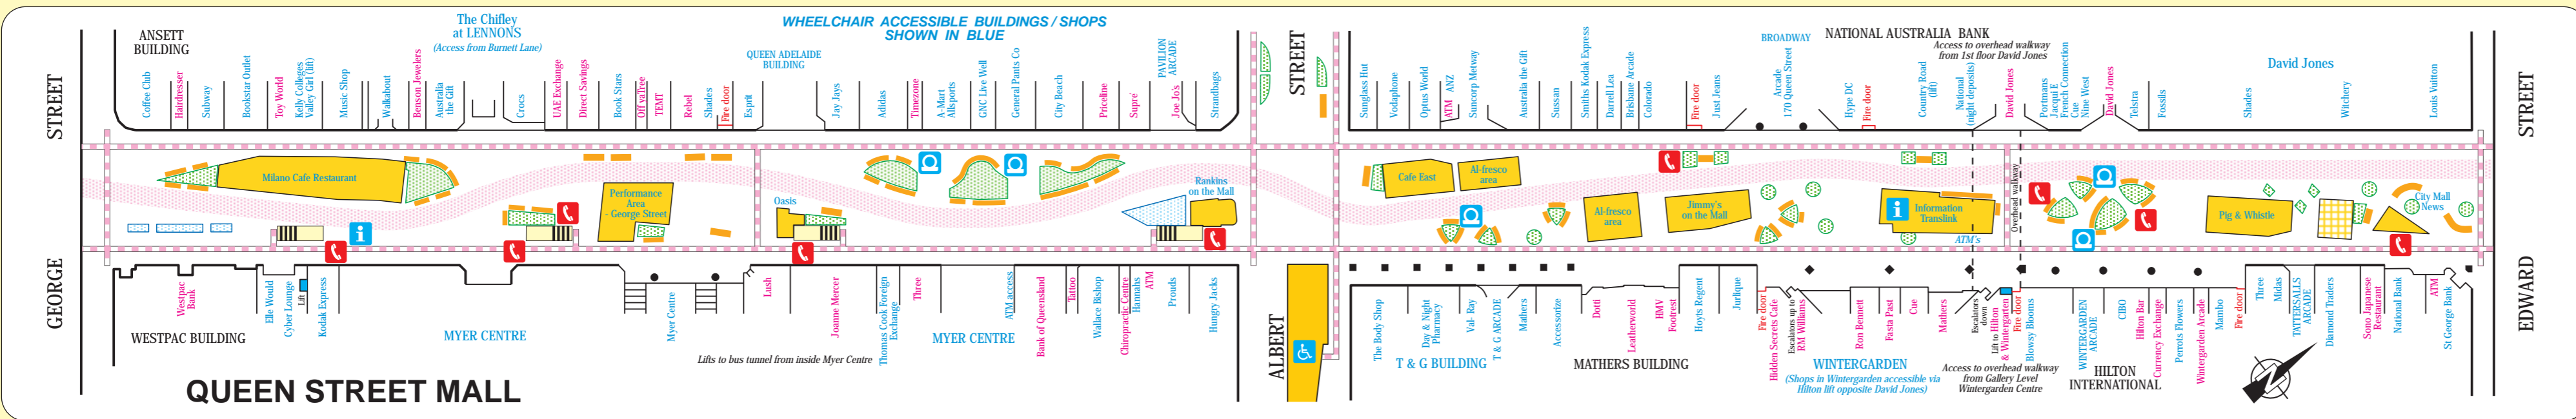 WHEELCHAIR ACCESSIBLE BUILDINGS / SHOPS
SHOWN IN BLUE
ANSETT
BUILDING
The Chifley
at LENNONS
(Access from Burnett Lane)
QUEEN ADELAIDE
BUILDING
PAVILION
ARCADE
BROADWAY
NATIONAL AUSTRALIA BANK
Access to overhead walkway
from 1st floor David Jones
David Jones
STREET
Coffee Club
Hairdresser
Subway
Bookstar Outlet
Toy World
Kelly Colleges
Valley Girl (lift)
Music Shop
Walkabout
Benson Jewelers
Australia
the Gift
Crocs
UAE Exchange
Direct Savings
Book Stars
Off yaTree
TEMT
Rebel
Shades
Fire door
Esprit
Jay Jays
Adidas
Timezone
A-Mart
Allsports
GNC Live Well
General Pants Co
City Beach
Priceline
Supre'
Joe Jo's
Strandbags
STREET
Sunglass Hut
Vodaphone
Optus World
ATM
ANZ
Suncorp Metway
Australia the Gift
Sussan
Smiths Kodak Express
Darrell Lea
Brisbane Arcade
Colorado
Fire door
Just Jeans
Arcade
170 Queen Street
Hype DC
Fire door
Country Road
(lift)
National
(night deposits)
David Jones
Portmans
Jacqui E
French Connection
Cue
Nine West
David Jones
Telstra
Fossils
Shades
Witchery
Louis Vuitton
STREET
Milano Cafe Restaurant
Performance
Area
- George Street
Oasis
Rankins
on the Mall
Cafe East
Al-fresco
area
Al-fresco
area
Jimmy's
on the Mall
Information
Translink
ATM's
Overhead walkway
Pig & Whistle
City Mall
News
GEORGE
Westpac
Bank
Elle Would
Cyber Lounge
Lift
Kodak Express
Myer Centre
Lush
Joanne Mercer
Thomas Cook Foreign
Exchange
Three
ATM access
Bank of Queensland
Tattoo
Wallace Bishop
Chiropractic Centre
Hannahs
ATM
Prouds
Hungry Jacks
ALBERT
The Body Shop
Day & Night
Pharmacy
Val- Ray
T & G ARCADE
Mathers
Accessorize
Dotti
Leatherworld
HMV
Footrest
Hoyts Regent
Jurlique
Fire door
Hidden Secrets Cafe
Escalators up to
RM Williams
Ron Bennett
Fasta Past
Cue
Mathers
Escalators
down
Lift to Hilton
& Wintergarden
Fire door
Blowsy Blooms
WINTERGARDEN
ARCADE
CIBO
Hilton Bar
Currency Exchange
Perrots Flowers
Wintergarden Arcade
Mambo
Fire door
Three
Midas
TATTERSALLS
ARCADE
Diamond Traders
Sono Japanese
Restaurant
National Bank
ATM
St George Bank
EDWARD
WESTPAC BUILDING
MYER CENTRE
Lifts to bus tunnel from inside Myer Centre
MYER CENTRE
T & G BUILDING
MATHERS BUILDING
WINTERGARDEN
(Shops in Wintergarden accessible via
Hilton lift opposite David Jones)
Access to overhead walkway
from Gallery Level
Wintergarden Centre
HILTON
INTERNATIONAL
QUEEN STREET MALL